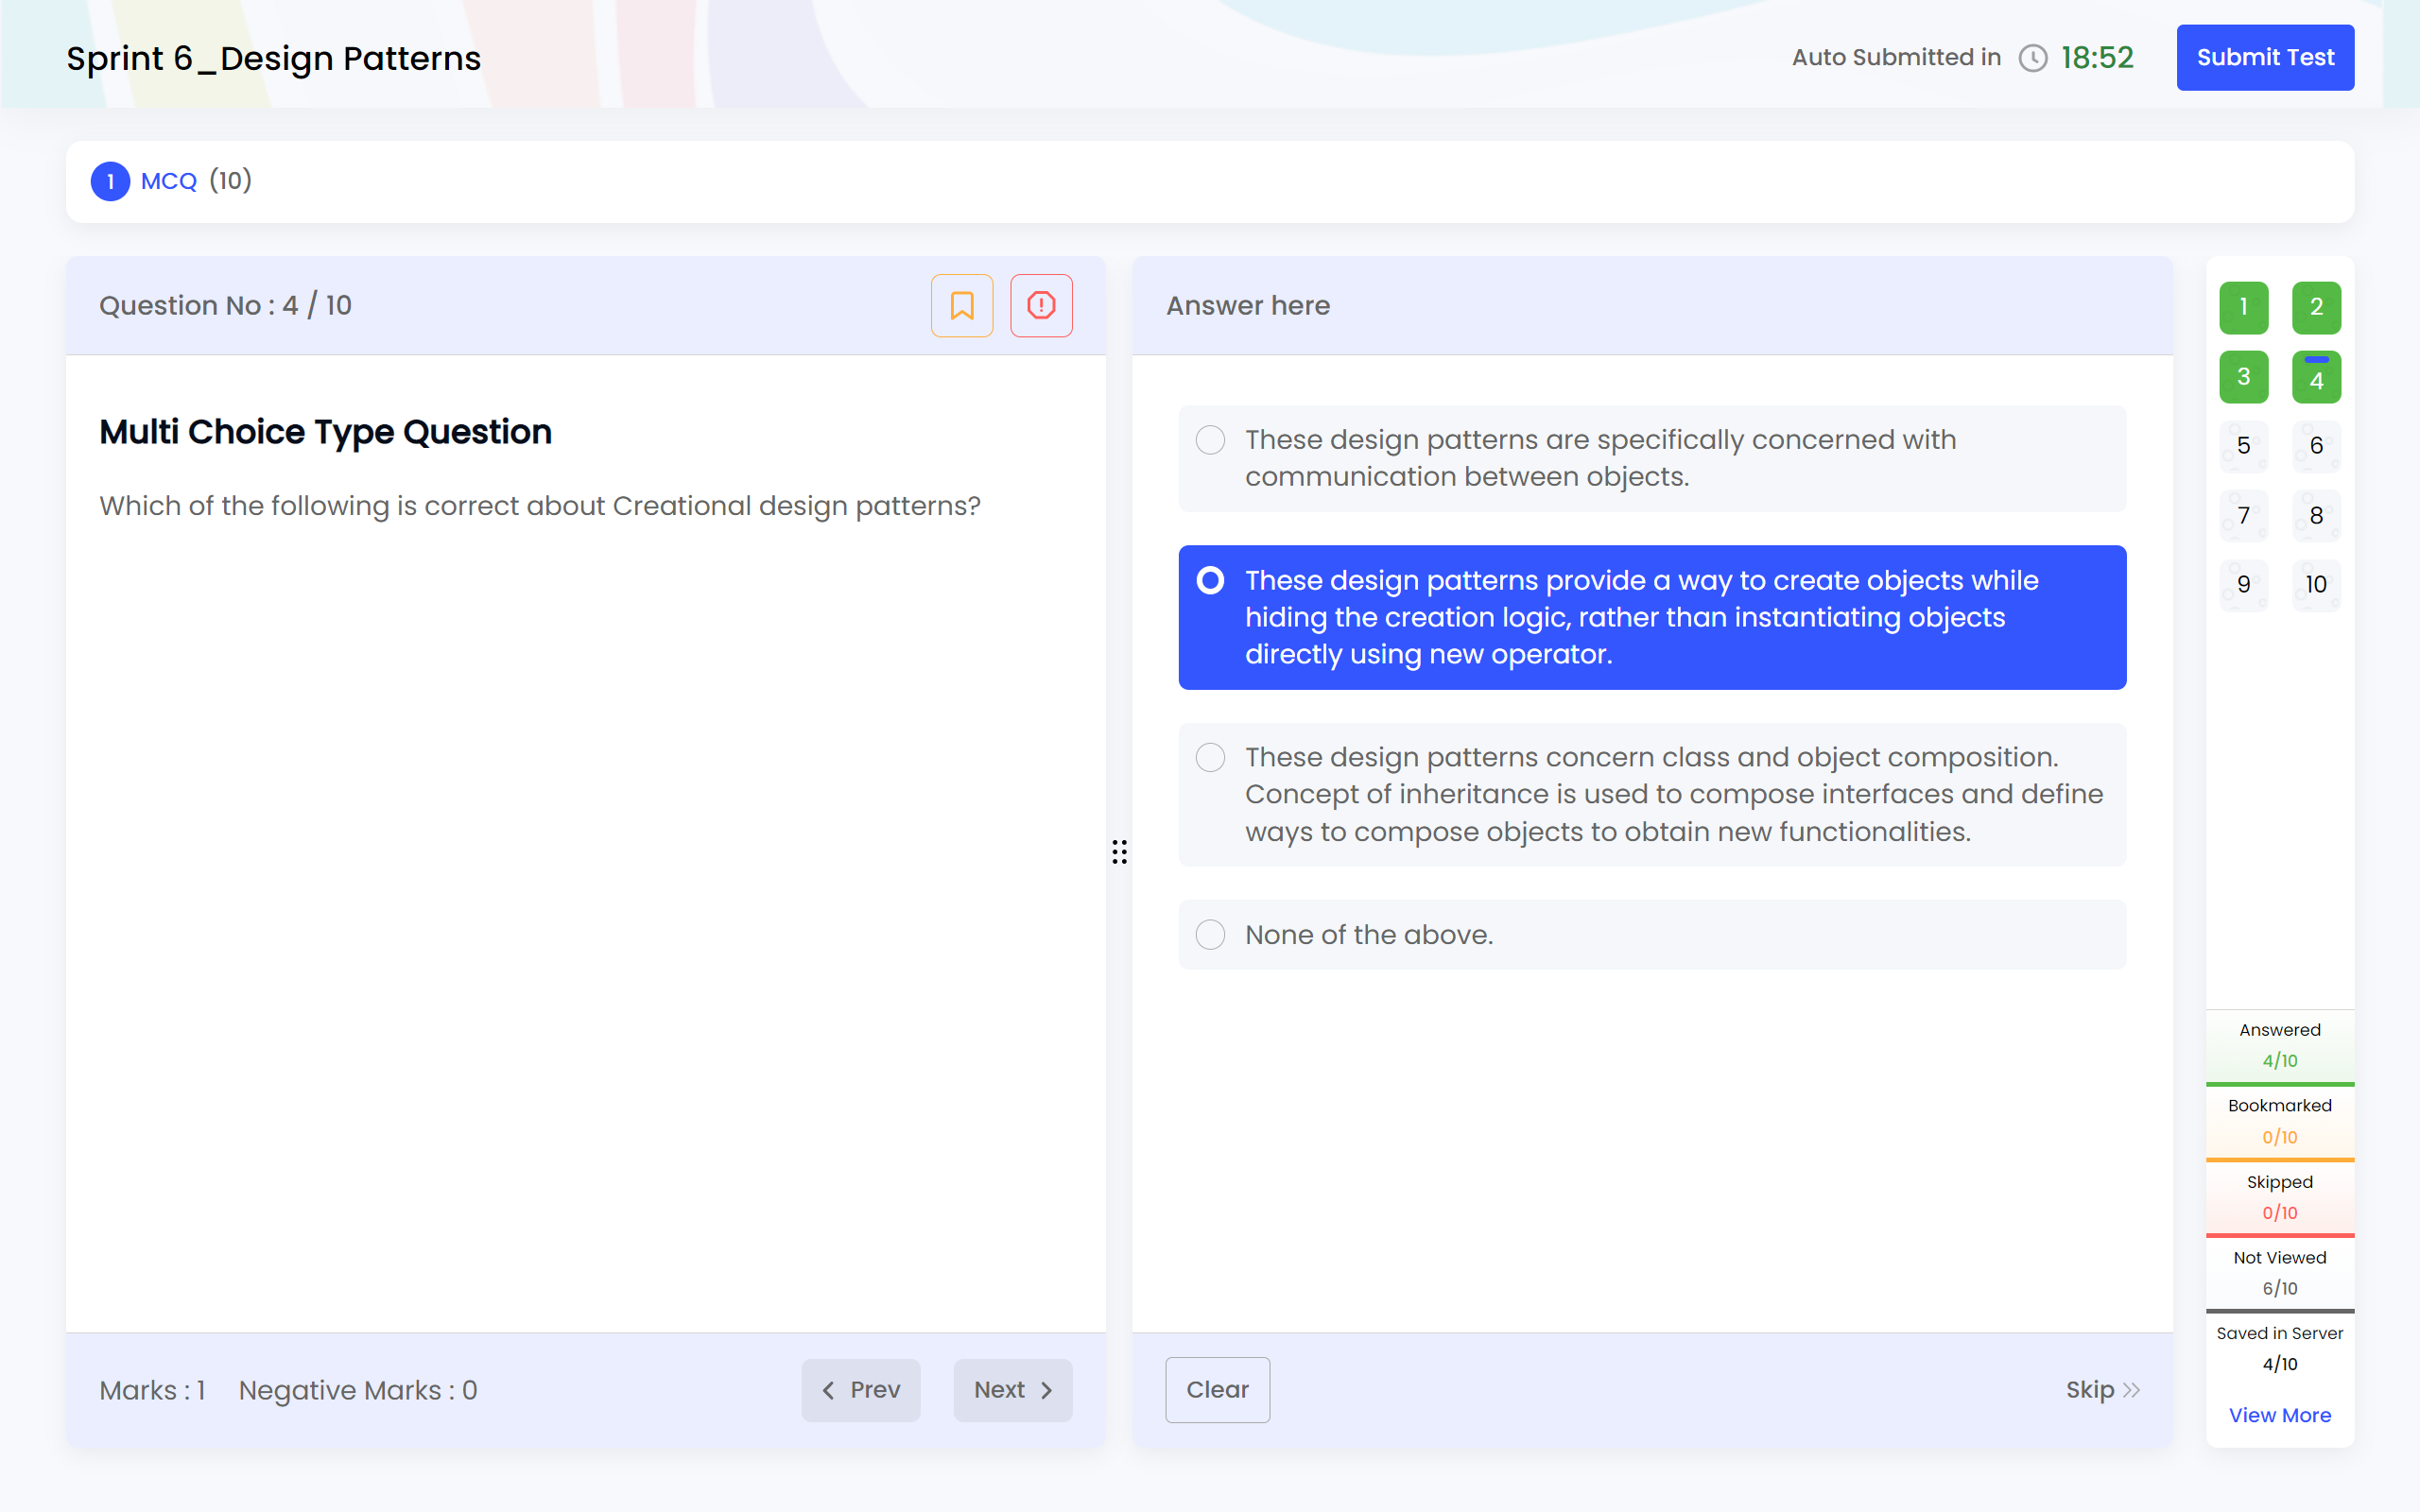 Sprint 6_Design Patterns
Auto Submitted in 18:52
Submit Test
1 MCQ (10)
Question No : 4 / 10
Multi Choice Type Question
Which of the following is correct about Creational design patterns?
Marks : 1 Negative Marks : 0
Prev
Next
Answer here
These design patterns are specifically concerned with
communication between objects.
These design patterns provide a way to create objects while
hiding the creation logic, rather than instantiating objects
directly using new operator.
These design patterns concern class and object composition.
Concept of inheritance is used to compose interfaces and define
ways to compose objects to obtain new functionalities.
None of the above.
Clear
Skip
1 2
3 4
5 6
7 8
9 10
Answered
4/10
Bookmarked
0/10
Skipped
0/10
Not Viewed
6/10
Saved in Server
4/10
View More